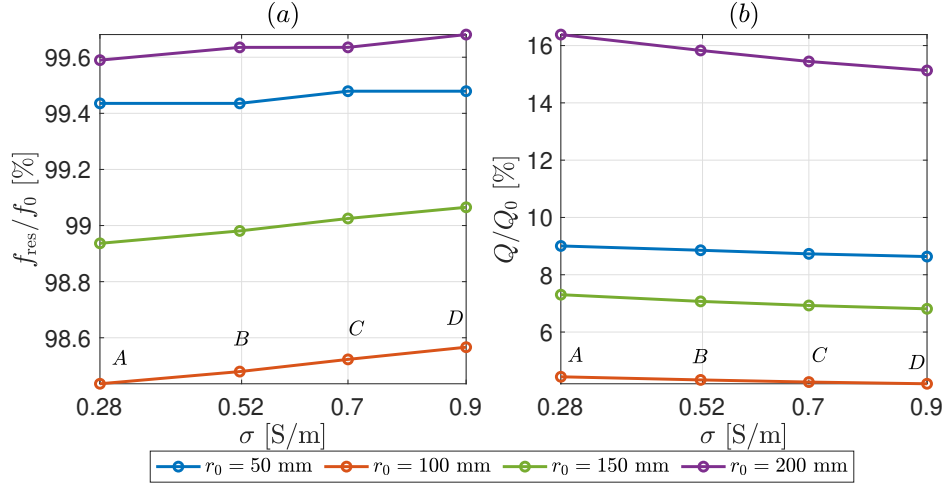 (a)
99.6
99.4
99.2
99
98.8
98.6
f_res/f_0 [%]
A
B
C
D
0.28
0.52
0.7
0.9
σ [S/m]
(b)
16
14
12
10
8
6
Q/Q_0 [%]
A
B
C
D
0.28
0.52
0.7
0.9
σ [S/m]
r_0 = 50 mm r_0 = 100 mm r_0 = 150 mm r_0 = 200 mm